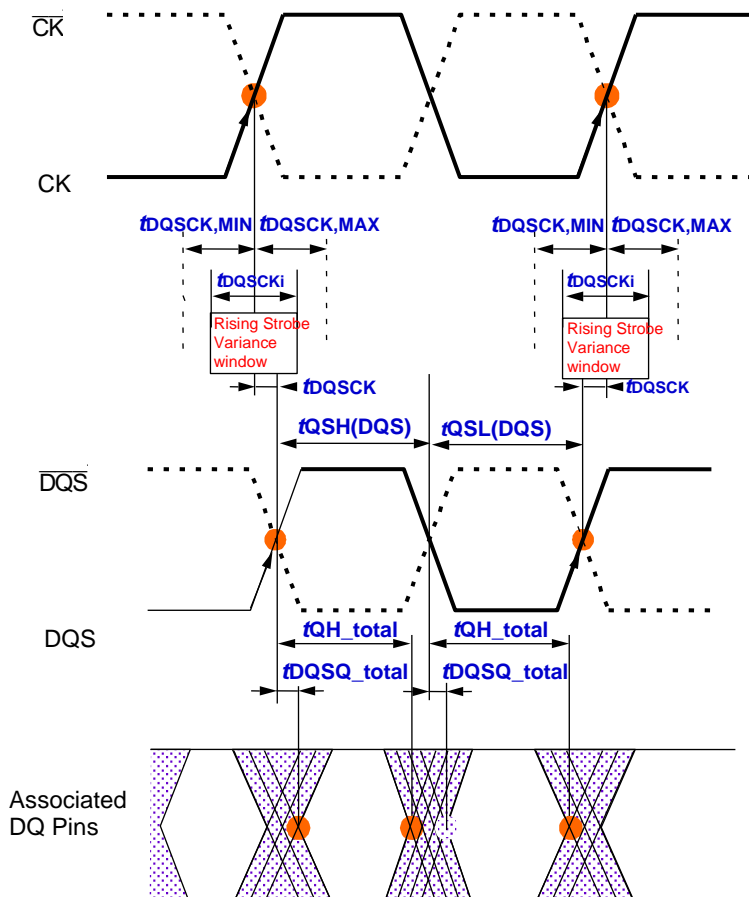 CK
CK
tDQSCK,MIN tDQSCK,MAX tDQSCK,MIN tDQSCK,MAX
tDQSCKi tDQSCKi
Rising Strobe
Variance
window
Rising Strobe
Variance
window
tDQSCK tDQSCK
tQSH(DQS) tQSL(DQS)
DQS
DQS
tQH_total tQH_total
tDQSQ_total tDQSQ_total
Associated
DQ Pins